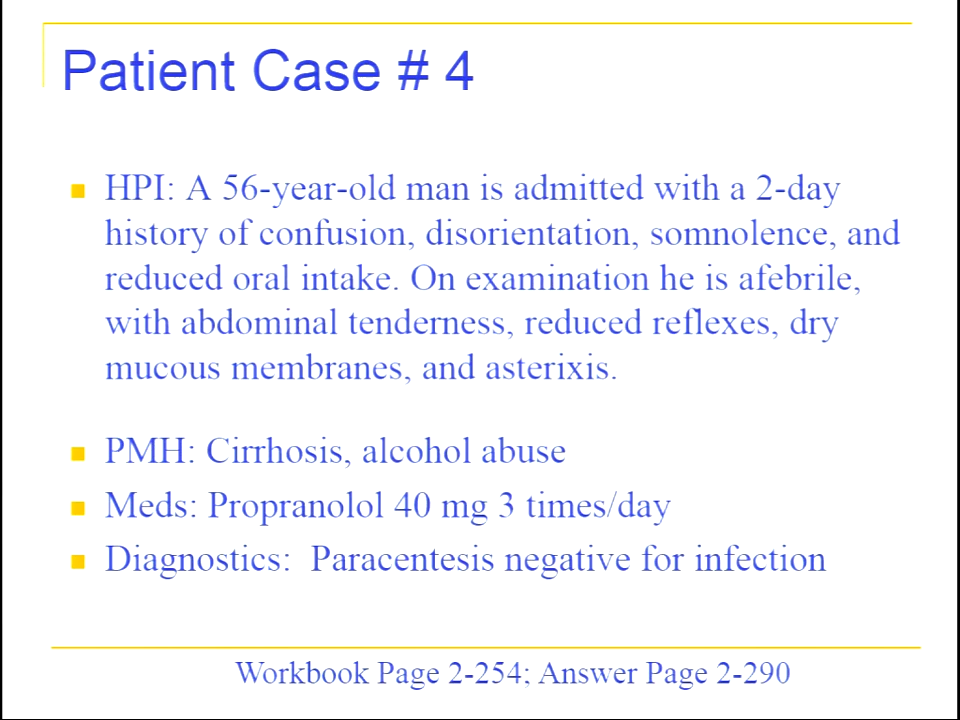 Patient Case # 4
HPI: A 56-year-old man is admitted with a 2-day
history of confusion, disorientation, somnolence, and
reduced oral intake. On examination he is afebrile,
with abdominal tenderness, reduced reflexes, dry
mucous membranes, and asterixis.
PMH: Cirrhosis, alcohol abuse
Meds: Propranolol 40 mg 3 times/day
Diagnostics:  Paracentesis negative for infection
Workbook Page 2-254; Answer Page 2-290